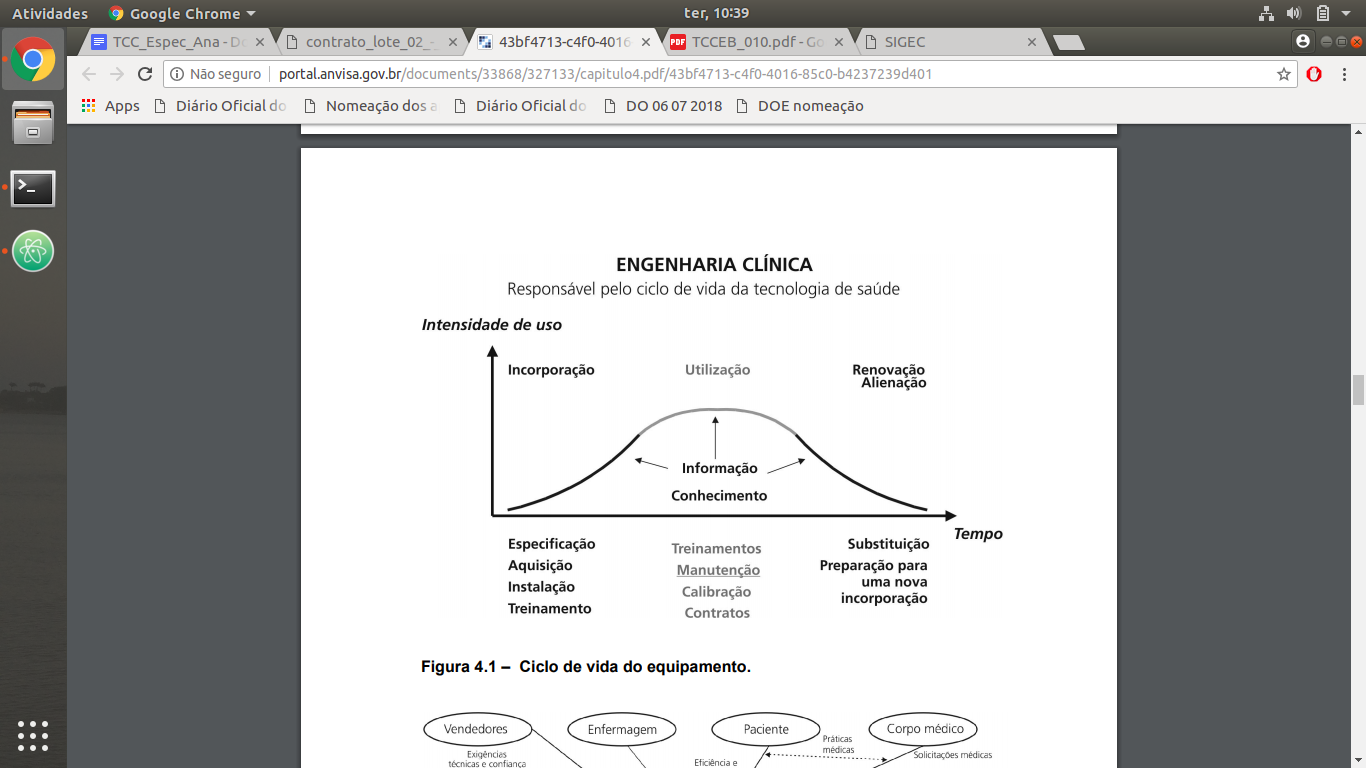 Atividades
Google Chrome
ter, 10:39
TCC_Espec_Ana - Do
contrato_lote_02_-
43bf4713-c4f0-4016
TCCEB_010.pdf - Go
SIGEC
Não seguro
portal.anvisa.gov.br/documents/33868/327133/capitulo4.pdf/43bf4713-c4f0-4016-85c0-b4237239d401
Apps
Diário Oficial do
Nomeação dos a
Diário Oficial do
DO 06 07 2018
DOE nomeação
ENGENHARIA CLÍNICA
Responsável pelo ciclo de vida da tecnologia de saúde
Intensidade de uso
Incorporação
Utilização
Renovação
Alienação
Informação
Conhecimento
Tempo
Especificação
Aquisição
Instalação
Treinamento
Treinamentos
Manutenção
Calibração
Contratos
Substituição
Preparação para
uma nova
incorporação
Figura 4.1 – Ciclo de vida do equipamento.
Vendedores
Enfermagem
Paciente
Corpo médico
Exigências
técnicas e confiança
Eficiência e
Práticas
médicas
Solicitações médicas